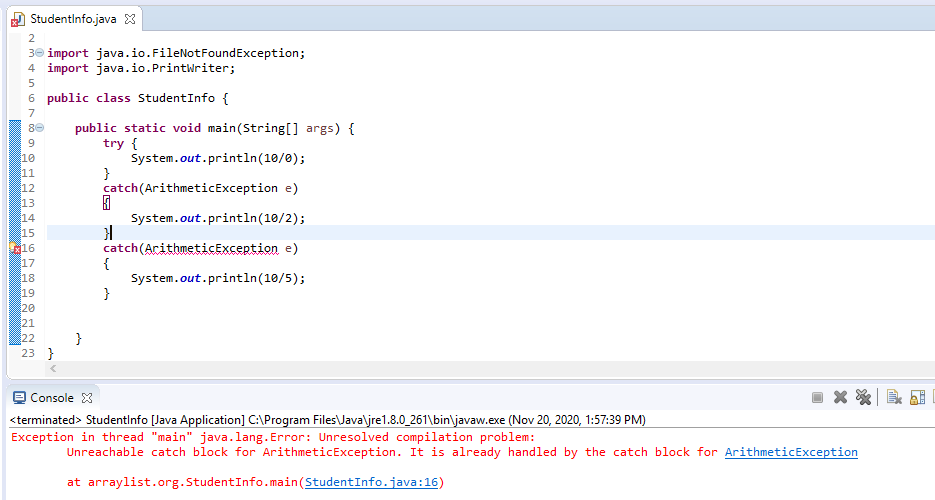 StudentInfo.java
2
3 import java.io.FileNotFoundException;
4 import java.io.PrintWriter;
5
6 public class StudentInfo {
7
8 public static void main(String[] args) {
9 try {
10 System.out.println(10/0);
11 }
12 catch(ArithmeticException e)
13 {
14 System.out.println(10/2);
15 }
16 catch(ArithmeticException e)
17 {
18 System.out.println(10/5);
19 }
20
21
22 }
23 }
Console
<terminated> StudentInfo [Java Application] C:\Program Files\Java\jre1.8.0_261\bin\javaw.exe (Nov 20, 2020, 1:57:39 PM)
Exception in thread "main" java.lang.Error: Unresolved compilation problem:
Unreachable catch block for ArithmeticException. It is already handled by the catch block for ArithmeticException
at arraylist.org.StudentInfo.main(StudentInfo.java:16)